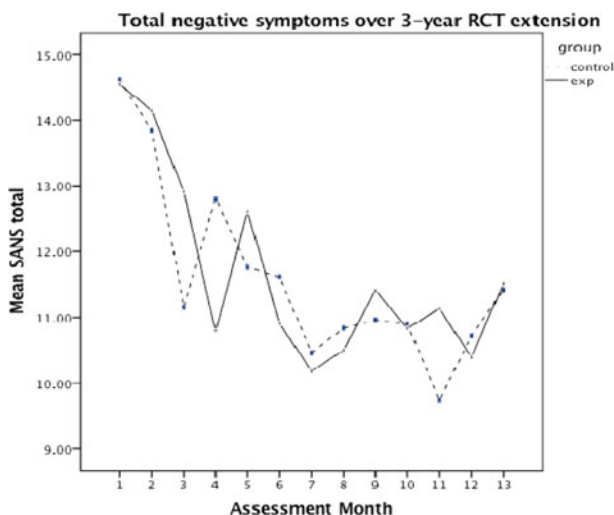 Total negative symptoms over 3-year RCT extension
group
control
exp
Mean SANS total
15.00
14.00
13.00
12.00
11.00
10.00
9.00
1 2 3 4 5 6 7 8 9 10 11 12 13
Assessment Month